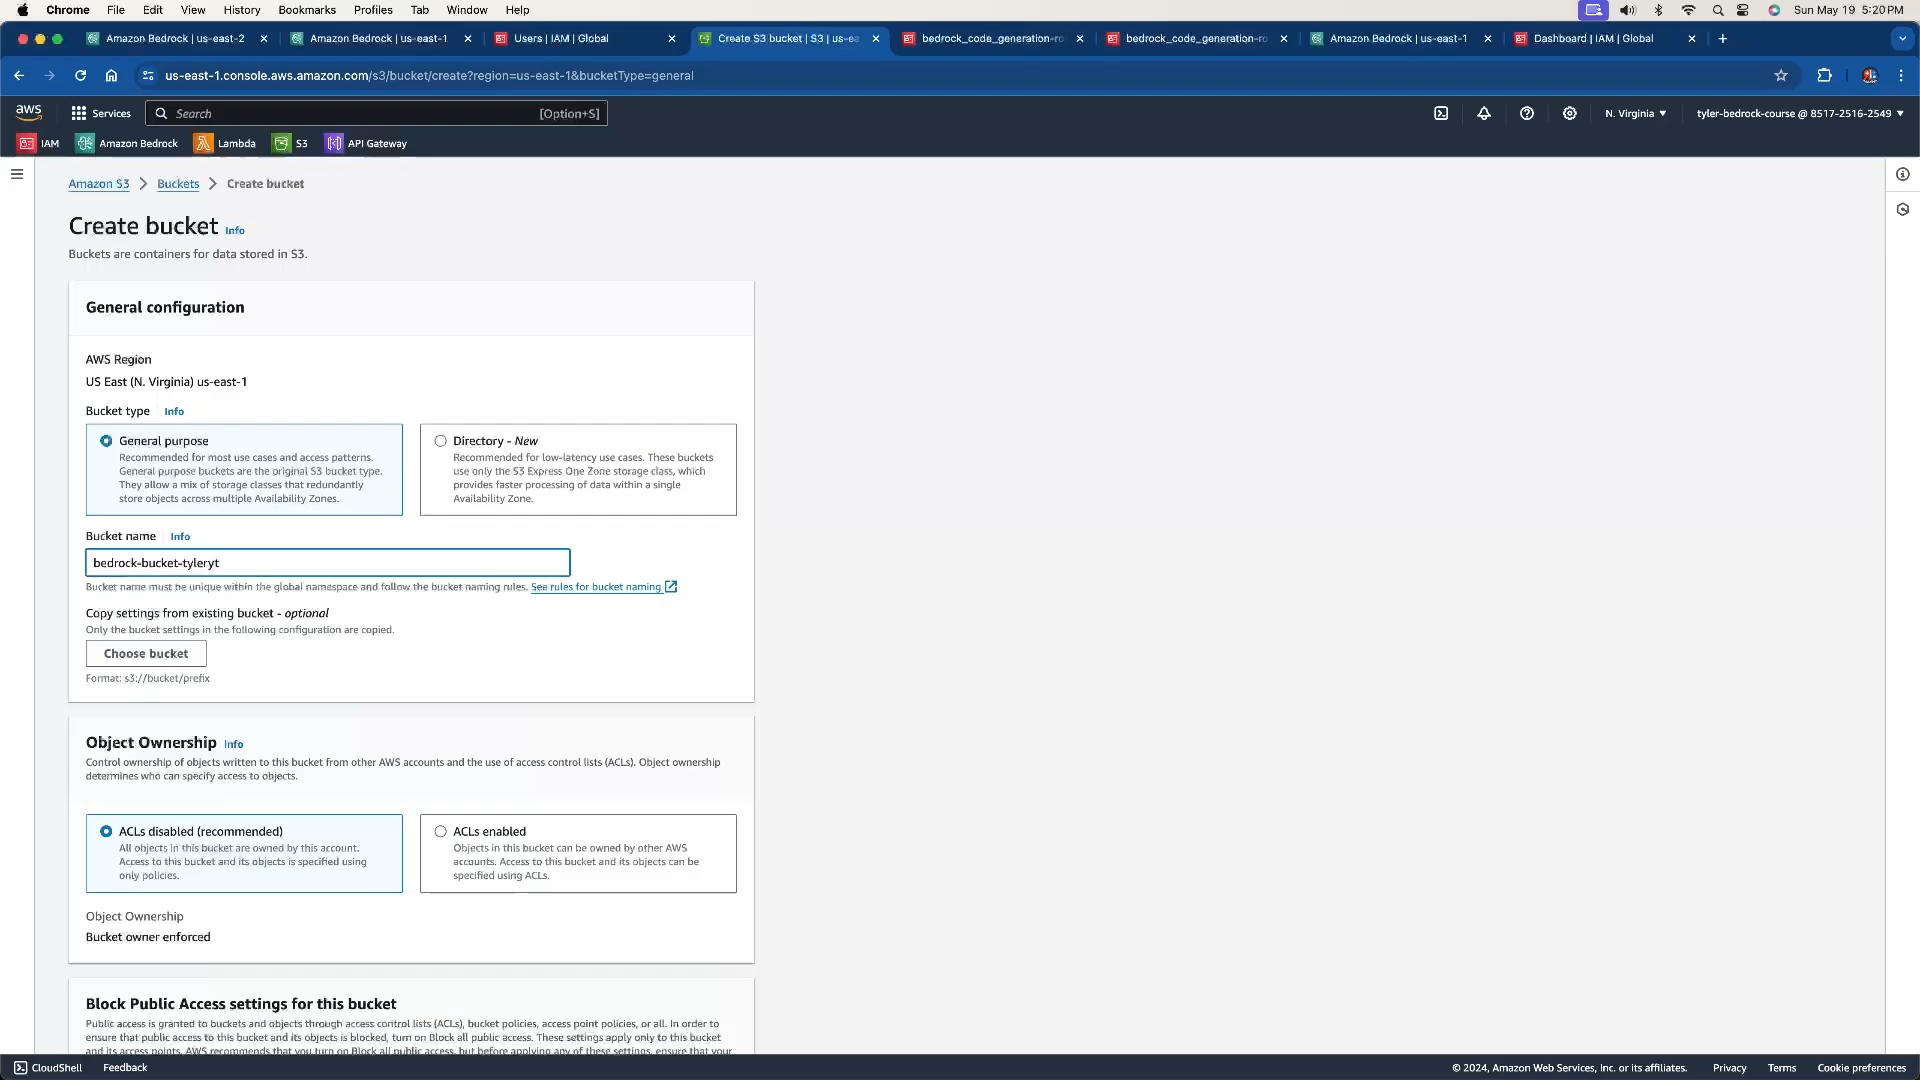 Chrome File Edit View History Bookmarks Profiles Tab Window Help Sun May 19 5:20 PM
Amazon Bedrock | us-east-2 Amazon Bedrock | us-east-1 Users | IAM | Global Create S3 bucket | S3 | us-ea bedrock_code_generation-ro bedrock_code_generation-ro Amazon Bedrock | us-east-1 Dashboard | IAM | Global
us-east-1.console.aws.amazon.com/s3/bucket/create?region=us-east-1&bucketType=general
aws Services Search [Option+S] N. Virginia tyler-bedrock-course @ 8517-2516-2549
IAM Amazon Bedrock Lambda S3 API Gateway
Amazon S3 Buckets Create bucket
Create bucket Info
Buckets are containers for data stored in S3.
General configuration
AWS Region
US East (N. Virginia) us-east-1
Bucket type Info
General purpose
Recommended for most use cases and access patterns.
General purpose buckets are the original S3 bucket type.
They allow a mix of storage classes that redundantly
store objects across multiple Availability Zones.
Directory - New
Recommended for low-latency use cases. These buckets
use only the S3 Express One Zone storage class, which
provides faster processing of data within a single
Availability Zone.
Bucket name Info
bedrock-bucket-tyleryt
Bucket name must be unique within the global namespace and follow the bucket naming rules. See rules for bucket naming
Copy settings from existing bucket - optional
Only the bucket settings in the following configuration are copied.
Choose bucket
Format: s3://bucket/prefix
Object Ownership Info
Control ownership of objects written to this bucket from other AWS accounts and the use of access control lists (ACLs). Object ownership
determines who can specify access to objects.
ACLs disabled (recommended)
All objects in this bucket are owned by this account.
Access to this bucket and its objects is specified using
only policies.
ACLs enabled
Objects in this bucket can be owned by other AWS
accounts. Access to this bucket and its objects can be
specified using ACLs.
Object Ownership
Bucket owner enforced
Block Public Access settings for this bucket
Public access is granted to buckets and objects through access control lists (ACLs), bucket policies, access point policies, or all. In order to
ensure that public access to this bucket and its objects is blocked, turn on Block all public access. These settings apply only to this bucket
and its access points. AWS recommends that you turn on Block all public access, but before applying any of these settings, ensure that your
CloudShell Feedback © 2024, Amazon Web Services, Inc. or its affiliates. Privacy Terms Cookie preferences